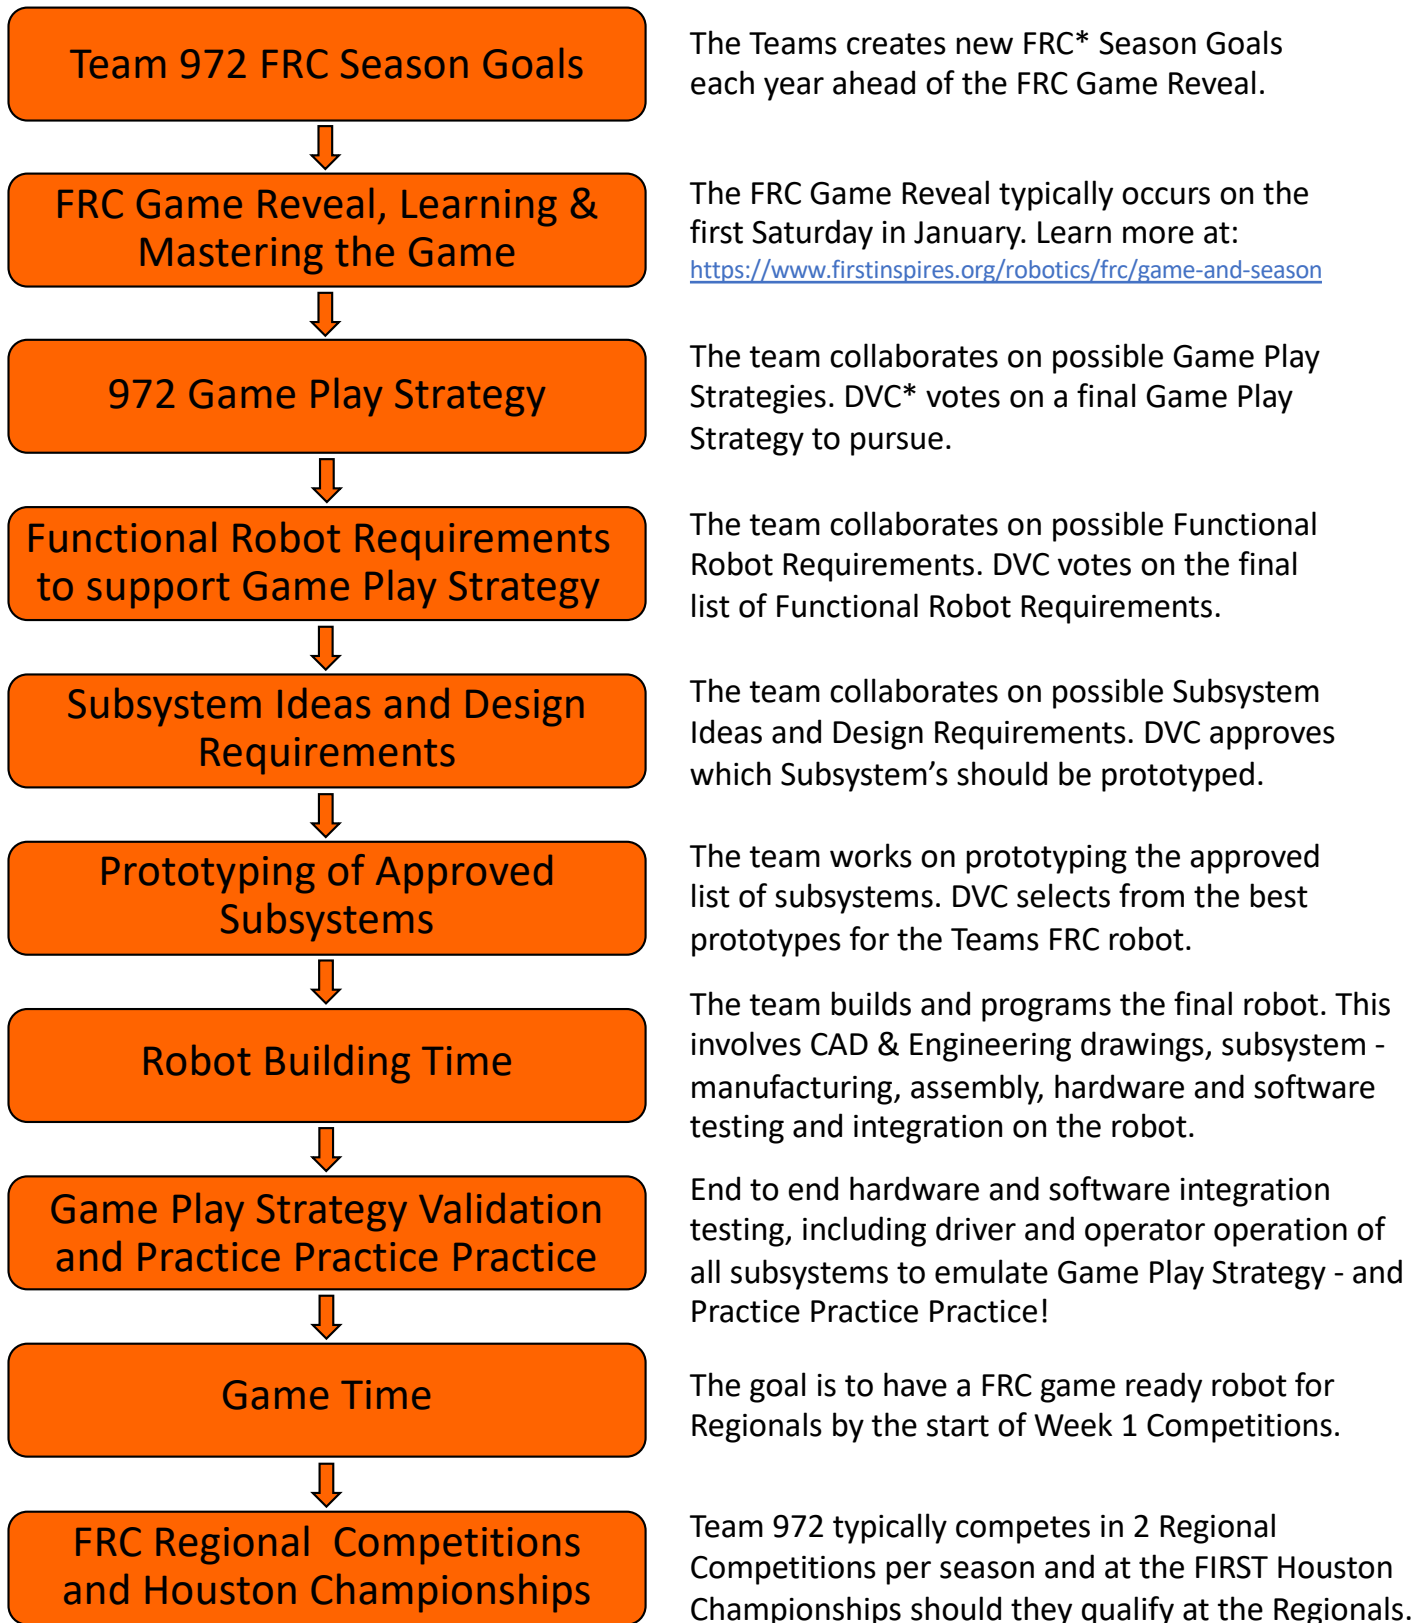 Team 972 FRC Season Goals
The Teams creates new FRC* Season Goals
each year ahead of the FRC Game Reveal.
FRC Game Reveal, Learning &
Mastering the Game
The FRC Game Reveal typically occurs on the
first Saturday in January. Learn more at:
https://www.firstinspires.org/robotics/frc/game-and-season
972 Game Play Strategy
The team collaborates on possible Game Play
Strategies. DVC* votes on a final Game Play
Strategy to pursue.
Functional Robot Requirements
to support Game Play Strategy
The team collaborates on possible Functional
Robot Requirements. DVC votes on the final
list of Functional Robot Requirements.
Subsystem Ideas and Design
Requirements
The team collaborates on possible Subsystem
Ideas and Design Requirements. DVC approves
which Subsystem’s should be prototyped.
Prototyping of Approved
Subsystems
The team works on prototyping the approved
list of subsystems. DVC selects from the best
prototypes for the Teams FRC robot.
Robot Building Time
The team builds and programs the final robot. This
involves CAD & Engineering drawings, subsystem -
manufacturing, assembly, hardware and software
testing and integration on the robot.
Game Play Strategy Validation
and Practice Practice Practice
End to end hardware and software integration
testing, including driver and operator operation of
all subsystems to emulate Game Play Strategy - and
Practice Practice Practice!
Game Time
The goal is to have a FRC game ready robot for
Regionals by the start of Week 1 Competitions.
FRC Regional  Competitions
and Houston Championships
Team 972 typically competes in 2 Regional
Competitions per season and at the FIRST Houston
Championships should they qualify at the Regionals.